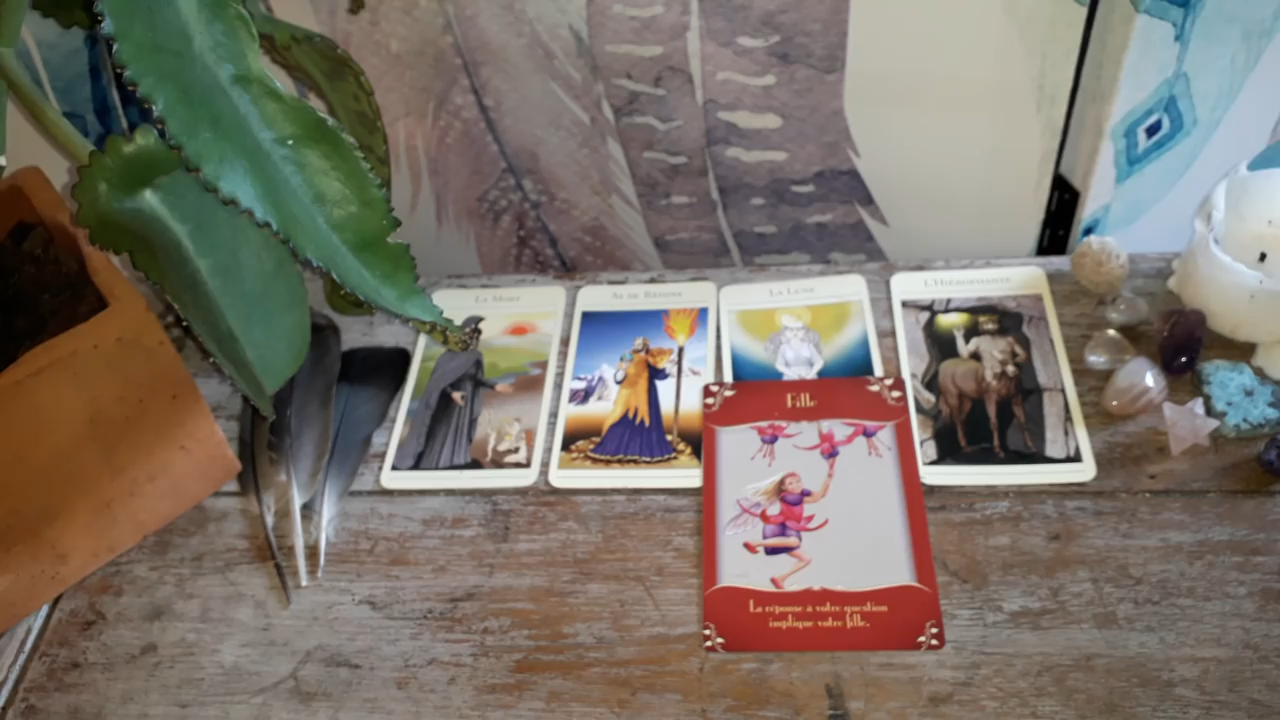 La Mort
As de Bâtons
La Lune
L'Hiérophante
Fille
La réponse à votre question
implique votre fille.